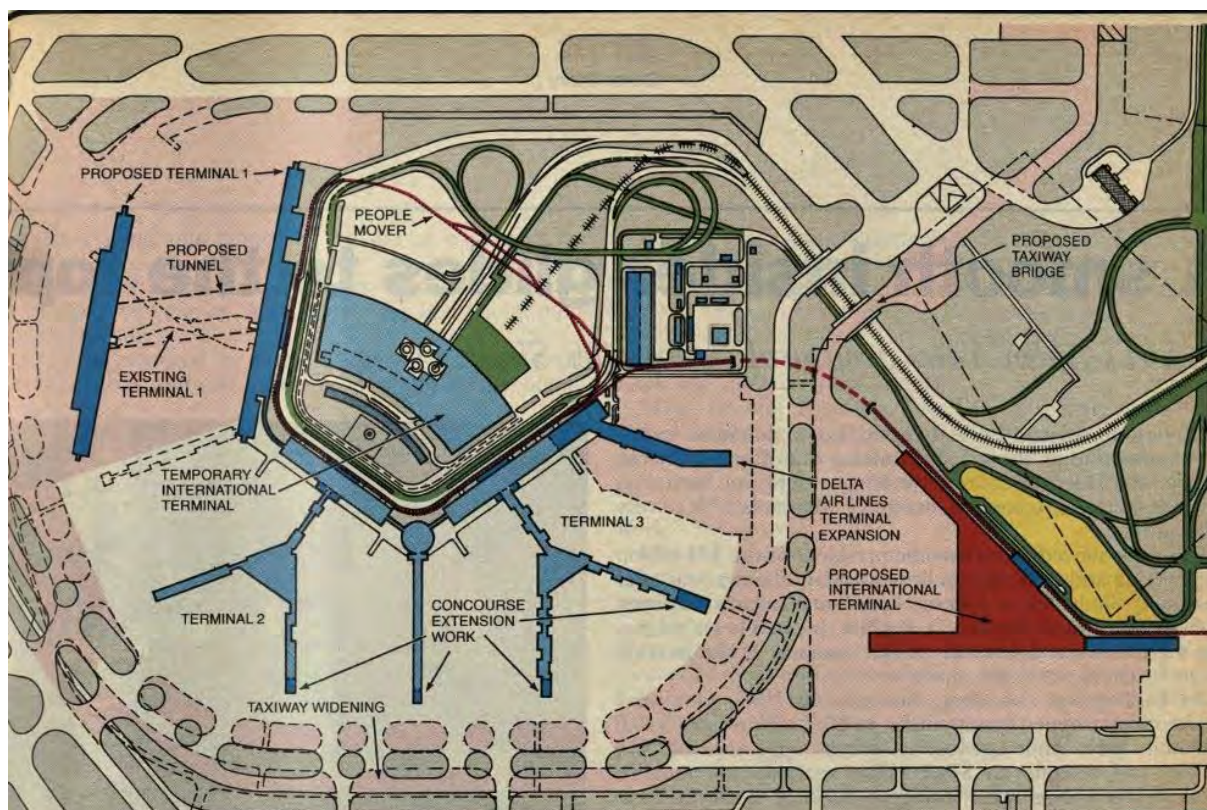 PROPOSED TERMINAL 1
PEOPLE
MOVER
PROPOSED
TUNNEL
PROPOSED
TAXIWAY
BRIDGE
EXISTING
TERMINAL 1
TEMPORARY
INTERNATIONAL
TERMINAL
TERMINAL 3
DELTA
AIR LINES
TERMINAL
EXPANSION
PROPOSED
INTERNATIONAL
TERMINAL
TERMINAL 2
CONCOURSE
EXTENSION
WORK
TAXIWAY WIDENING